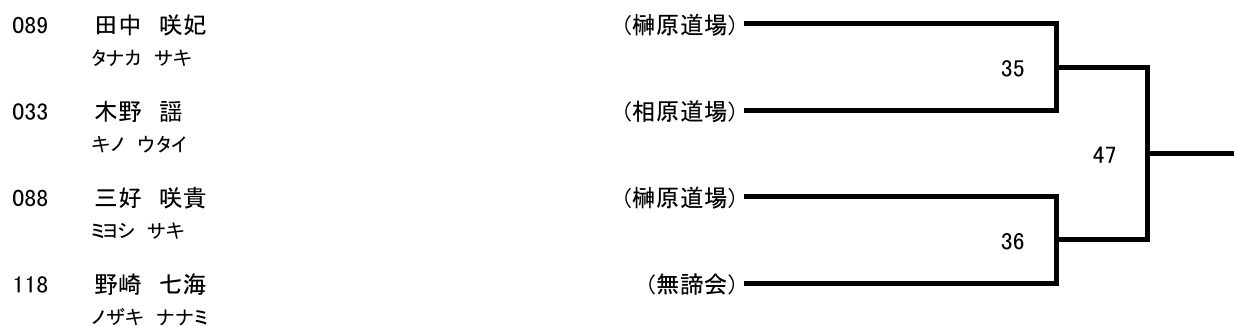 089 田中 咲妃 (榊原道場)
タナカ サキ
35
033 木野 謡 (相原道場)
キノ ウタイ
47
088 三好 咲貴 (榊原道場)
ミヨシ サキ
36
118 野崎 七海 (無諦会)
ノザキ ナナミ